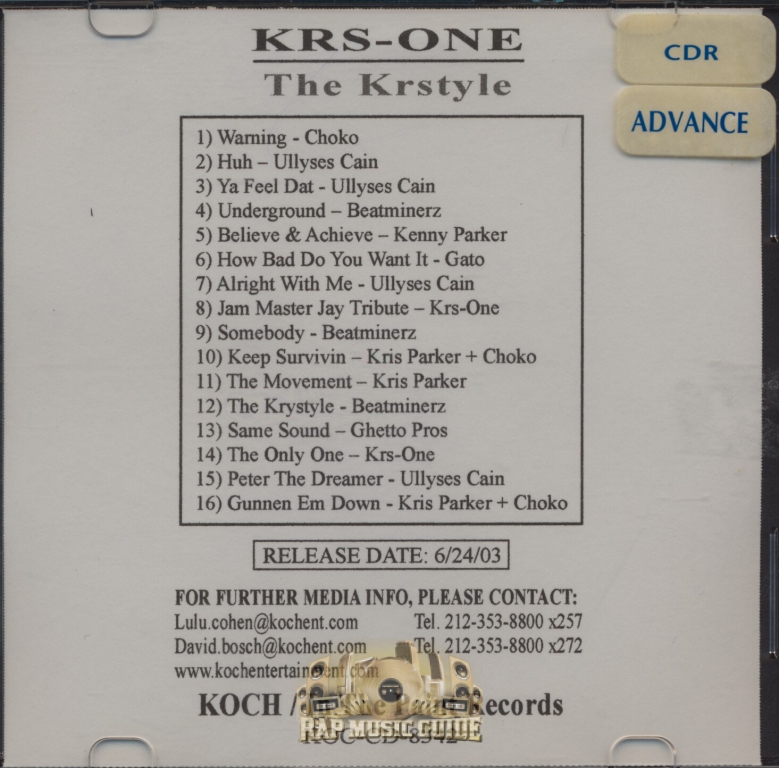 KRS-ONE
The Krstyle
CDR
ADVANCE
1) Warning - Choko
2) Huh – Ullyses Cain
3) Ya Feel Dat - Ullyses Cain
4) Underground – Beatminerz
5) Believe & Achieve – Kenny Parker
6) How Bad Do You Want It - Gato
7) Alright With Me - Ullyses Cain
8) Jam Master Jay Tribute – Krs-One
9) Somebody - Beatminerz
10) Keep Survivin – Kris Parker + Choko
11) The Movement – Kris Parker
12) The Krystyle - Beatminerz
13) Same Sound – Ghetto Pros
14) The Only One – Krs-One
15) Peter The Dreamer - Ullyses Cain
16) Gunnen Em Down - Kris Parker + Choko
RELEASE DATE: 6/24/03
FOR FURTHER MEDIA INFO, PLEASE CONTACT:
Lulu.cohen@kochent.com Tel. 212-353-8800 x257
David.bosch@kochent.com Tel. 212-353-8800 x272
www.kochentertainment.com
KOCH / Records
RAP MUSIC GUIDE